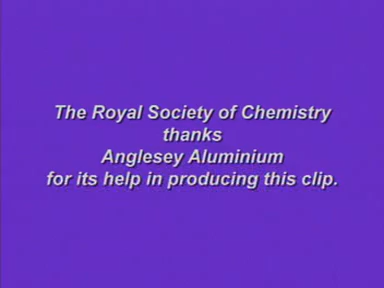 The Royal Society of Chemistry
thanks
Anglesey Aluminium
for its help in producing this clip.